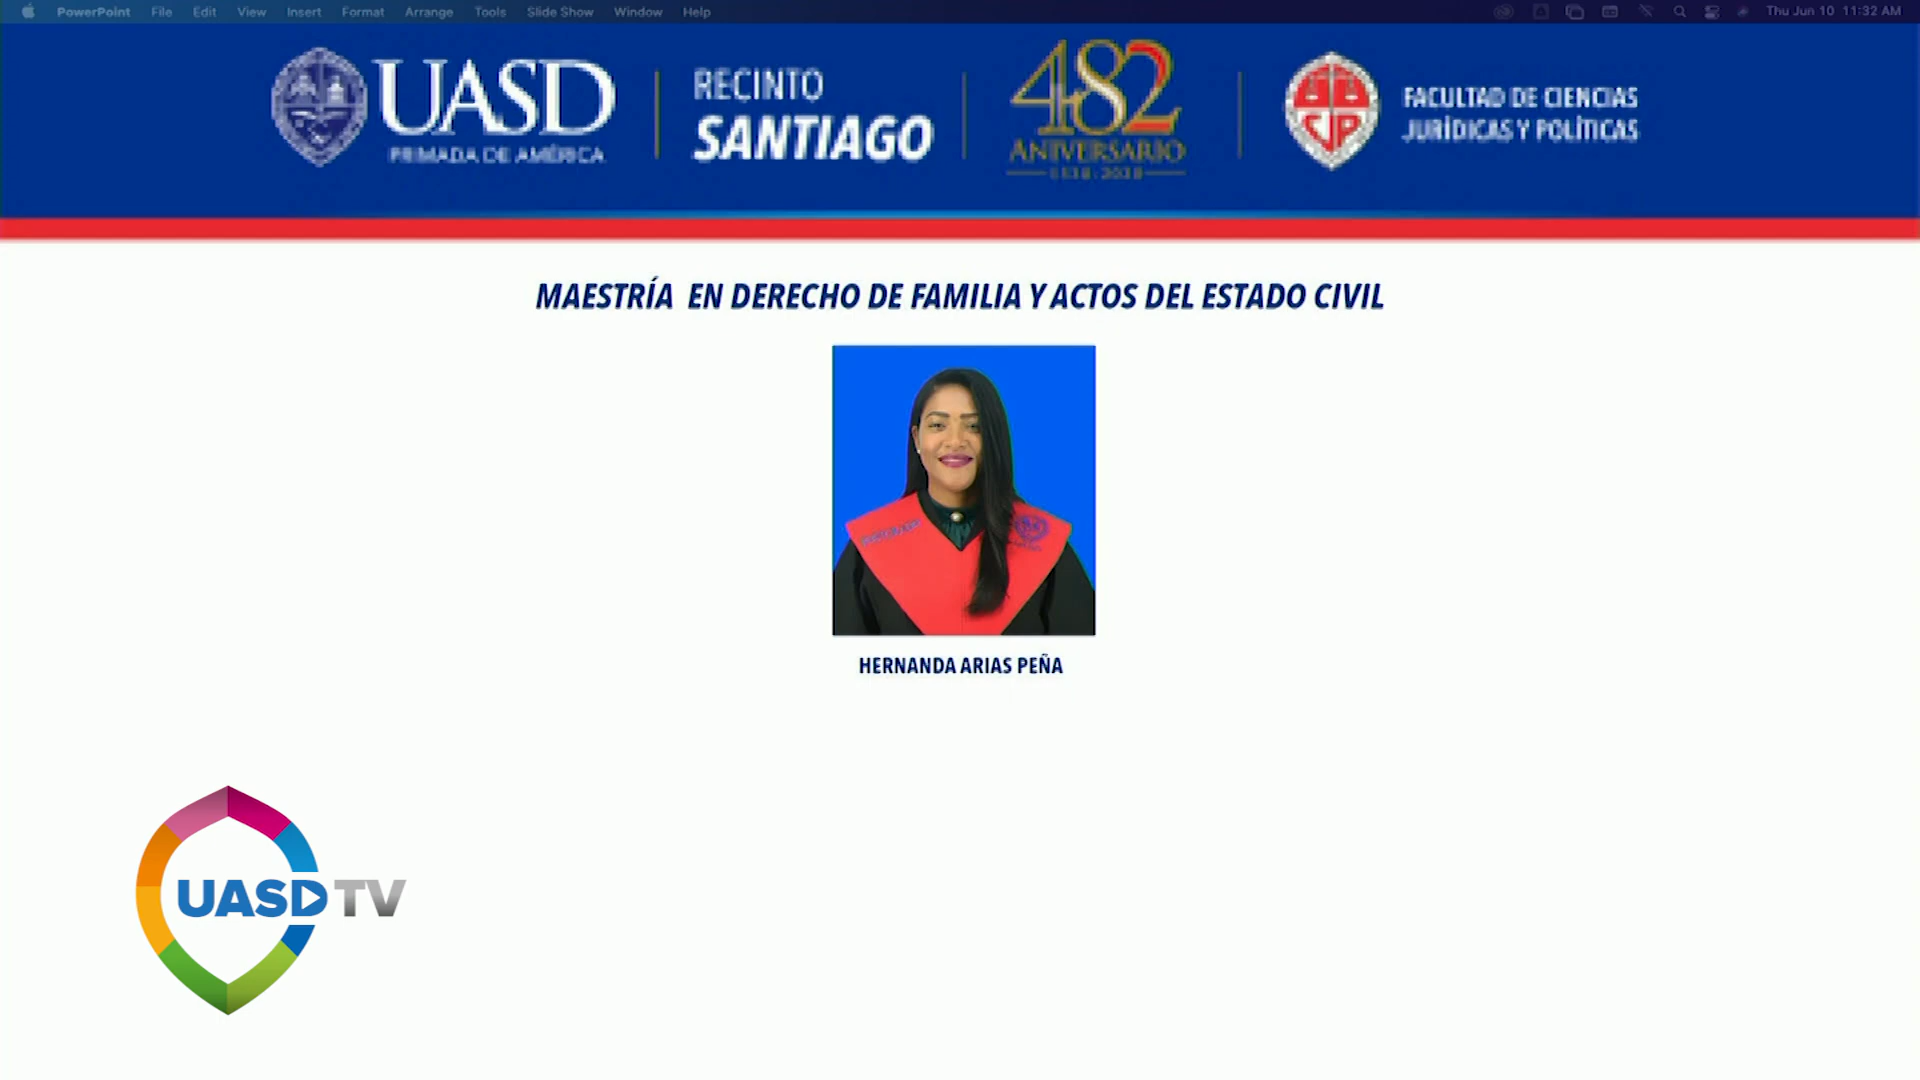 PowerPoint File Edit View Insert Format Arrange Tools Slide Show Window Help Thu Jun 10 11:32 AM
UASD
PRIMADA DE AMÉRICA
RECINTO
SANTIAGO
482
ANIVERSARIO
FACULTAD DE CIENCIAS
JURÍDICAS Y POLÍTICAS
MAESTRÍA EN DERECHO DE FAMILIA Y ACTOS DEL ESTADO CIVIL
HERNANDA ARIAS PEÑA
UASD TV